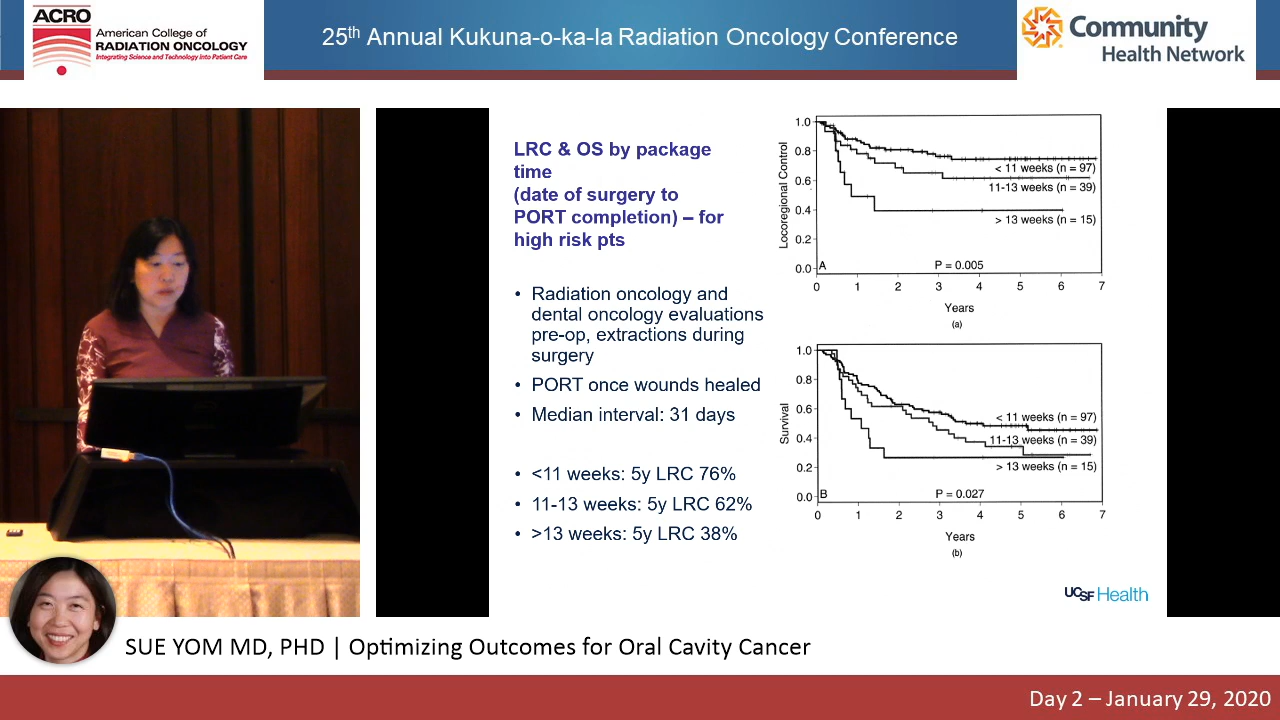 ACRO
American College of
RADIATION ONCOLOGY
Integrating Science and Technology Into Patient Care
25th Annual Kukuna-o-ka-la Radiation Oncology Conference
Community
Health Network
LRC & OS by package
time
(date of surgery to
PORT completion) – for
high risk pts
• Radiation oncology and
dental oncology evaluations
pre-op, extractions during
surgery
• PORT once wounds healed
• Median interval: 31 days
• <11 weeks: 5y LRC 76%
• 11-13 weeks: 5y LRC 62%
• >13 weeks: 5y LRC 38%
Locoregional Control
1.0
0.8
0.6
0.4
0.2
0.0
< 11 weeks (n = 97)
11-13 weeks (n = 39)
> 13 weeks (n = 15)
A
P = 0.005
0 1 2 3 4 5 6 7
Years
(a)
Survival
1.0
0.8
0.6
0.4
0.2
0.0
< 11 weeks (n = 97)
11-13 weeks (n = 39)
> 13 weeks (n = 15)
B
P = 0.027
0 1 2 3 4 5 6 7
Years
(b)
UCSF Health
SUE YOM MD, PHD | Optimizing Outcomes for Oral Cavity Cancer
Day 2 – January 29, 2020